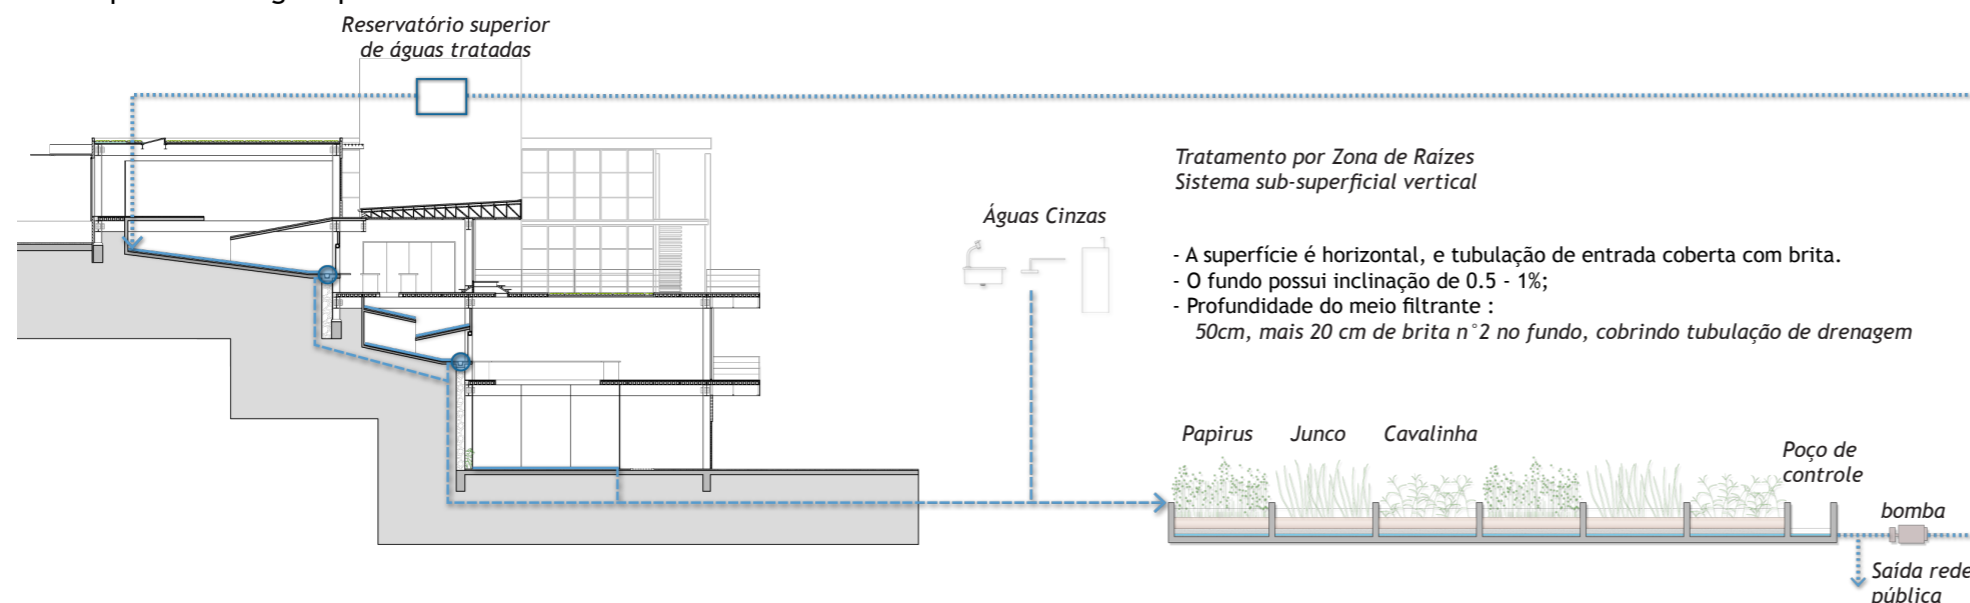 Reservatório superior
de águas tratadas
Tratamento por Zona de Raízes
Sistema sub-superficial vertical
Águas Cinzas
- A superfície é horizontal, e tubulação de entrada coberta com brita.
- O fundo possui inclinação de 0.5 - 1%;
- Profundidade do meio filtrante :
50cm, mais 20 cm de brita n°2 no fundo, cobrindo tubulação de drenagem
Papirus Junco Cavalinha
Poço de
controle
bomba
Saída rede
pública